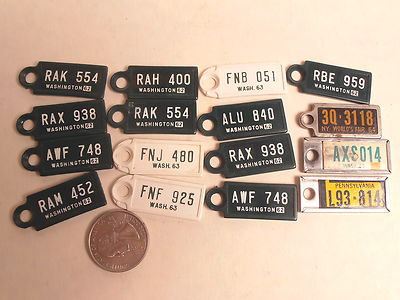 RAK 554
WASHINGTON 62
RAH 400
WASHINGTON 62
FNB 051
WASH. 63
RBE 959
WASHINGTON 62
RAX 938
WASHINGTON 62
RAK 554
WASHINGTON 62
ALU 840
WASHINGTON 62
3Q·3118
NY WORLD'S FAIR 64
AWF 748
WASHINGTON 62
FNJ 480
WASH. 63
RAX 938
WASHINGTON 62
AXS014
RAM 452
WASHINGTON 62
FNF 925
WASH. 63
AWF 748
WASHINGTON 62
PENNSYLVANIA
L93-814